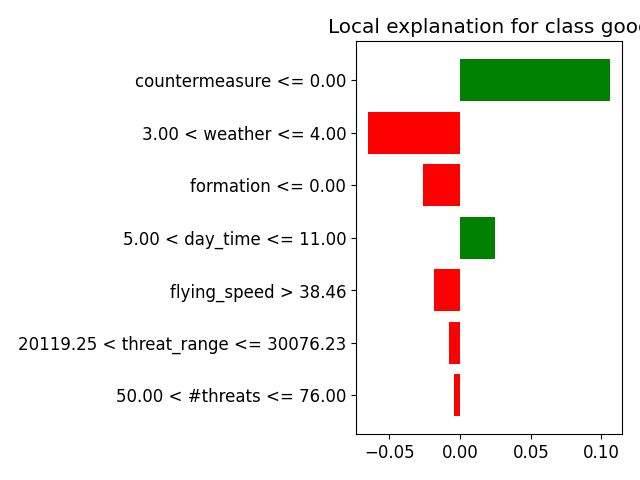 Local explanation for class good
countermeasure <= 0.00
3.00 < weather <= 4.00
formation <= 0.00
5.00 < day_time <= 11.00
flying_speed > 38.46
20119.25 < threat_range <= 30076.23
50.00 < #threats <= 76.00
−0.05 0.00 0.05 0.10